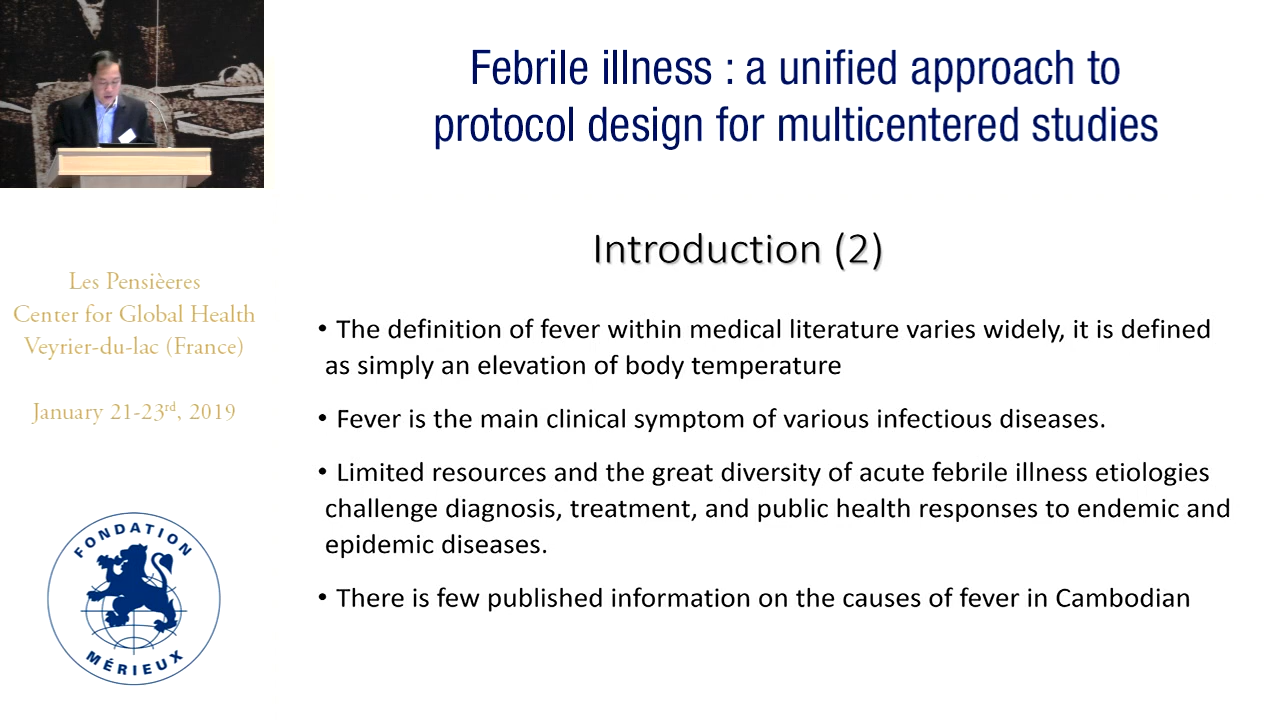 Febrile illness : a unified approach to
protocol design for multicentered studies
Les Pensièeres
Center for Global Health
Veyrier-du-lac (France)
January 21-23rd, 2019
FONDATION
MÉRIEUX
Introduction (2)
• The definition of fever within medical literature varies widely, it is defined
as simply an elevation of body temperature
• Fever is the main clinical symptom of various infectious diseases.
• Limited resources and the great diversity of acute febrile illness etiologies
challenge diagnosis, treatment, and public health responses to endemic and
epidemic diseases.
• There is few published information on the causes of fever in Cambodian